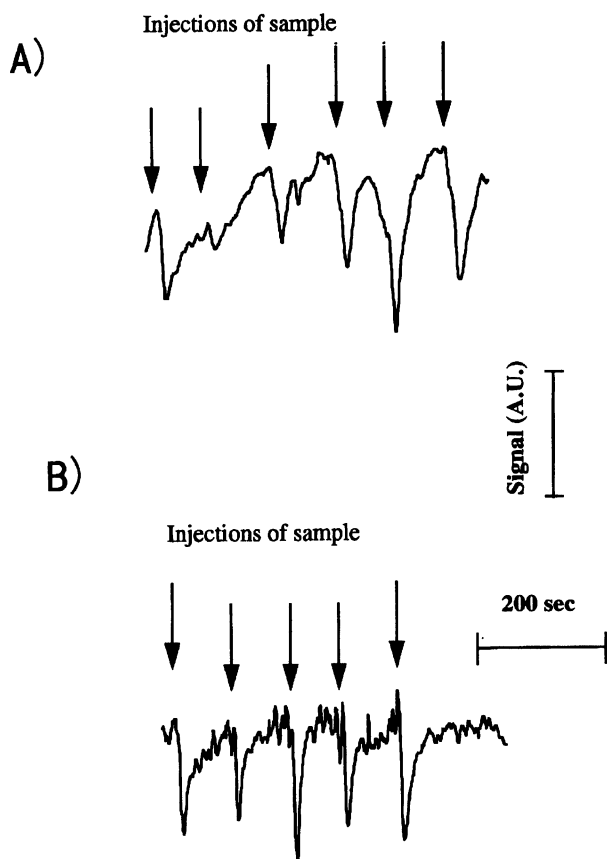 Injections of sample
A)
Signal (A.U.)
B)
Injections of sample
200 sec